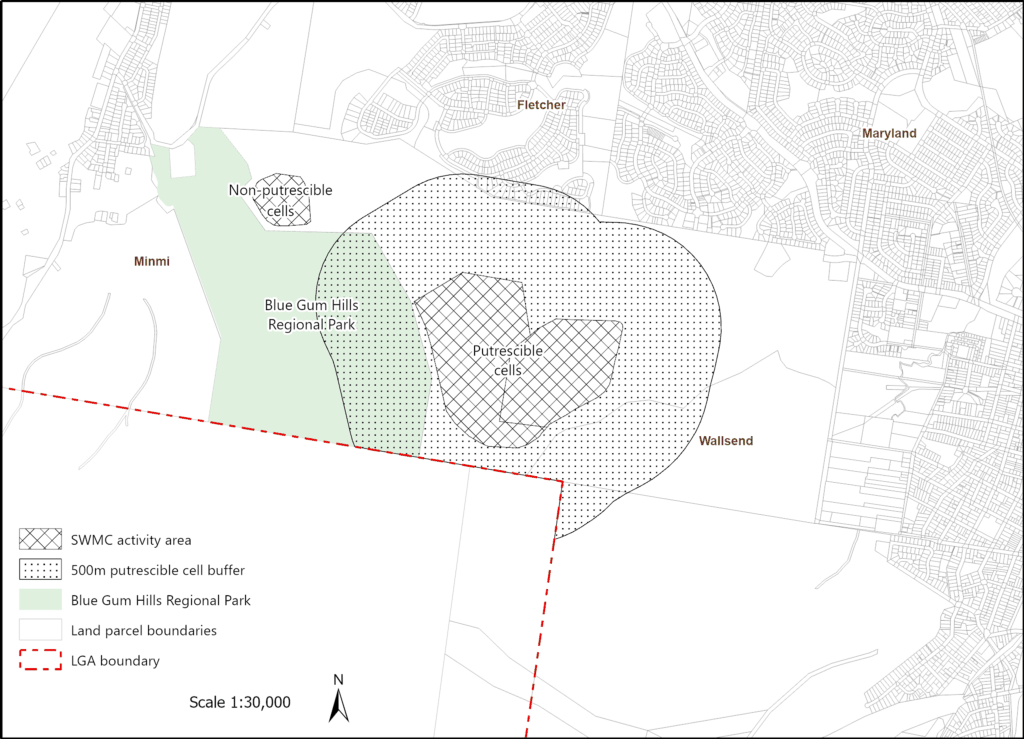 Fletcher
Maryland
Non-putrescible
cells
Minmi
Blue Gum Hills
Regional Park
Putrescible
cells
Wallsend
SWMC activity area
500m putrescible cell buffer
Blue Gum Hills Regional Park
Land parcel boundaries
LGA boundary
Scale 1:30,000
N